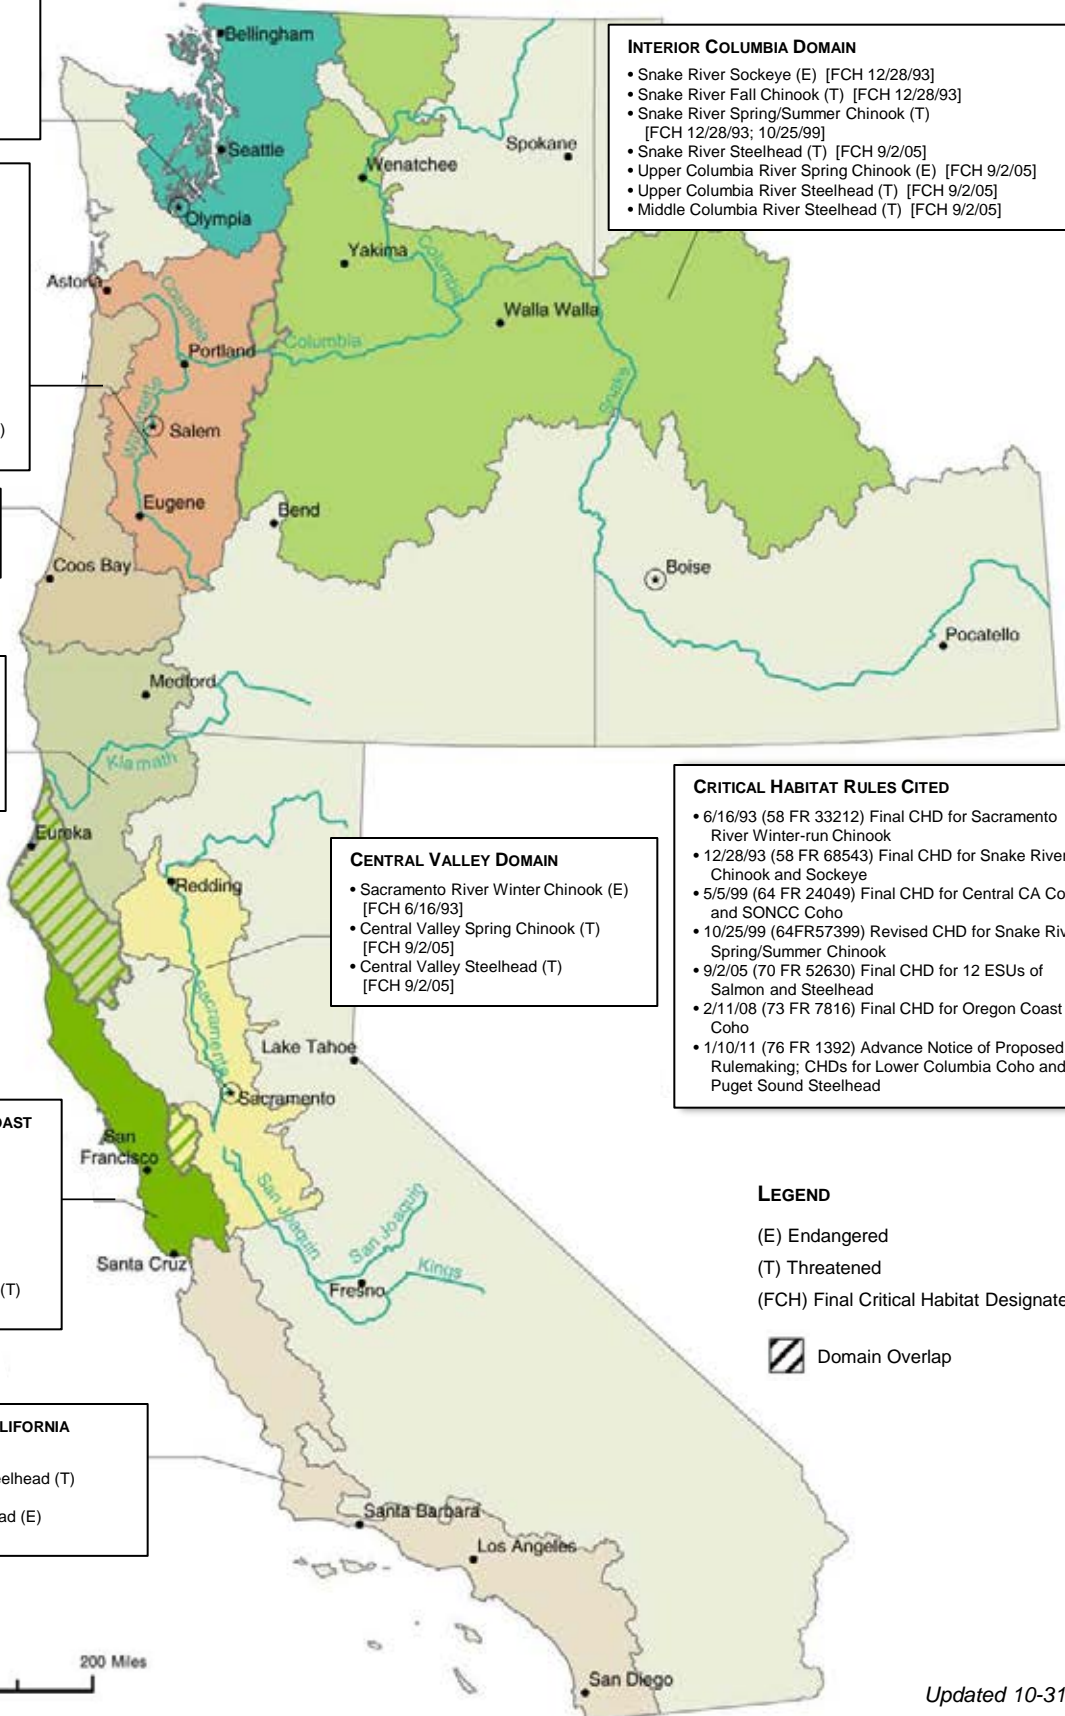 INTERIOR COLUMBIA DOMAIN
• Snake River Sockeye (E) [FCH 12/28/93]
• Snake River Fall Chinook (T) [FCH 12/28/93]
• Snake River Spring/Summer Chinook (T)
[FCH 12/28/93; 10/25/99]
• Snake River Steelhead (T) [FCH 9/2/05]
• Upper Columbia River Spring Chinook (E) [FCH 9/2/05]
• Upper Columbia River Steelhead (T) [FCH 9/2/05]
• Middle Columbia River Steelhead (T) [FCH 9/2/05]
Bellingham
Seattle
Olympia
Wenatchee
Spokane
Yakima
Columbia
Astoria
Columbia
Walla Walla
Portland
Columbia
Snake
Willamette
Salem
)
Eugene
Bend
Coos Bay
Boise
Pocatello
Medford
Klamath
Eureka
Redding
CENTRAL VALLEY DOMAIN
• Sacramento River Winter Chinook (E)
[FCH 6/16/93]
• Central Valley Spring Chinook (T)
[FCH 9/2/05]
• Central Valley Steelhead (T)
[FCH 9/2/05]
CRITICAL HABITAT RULES CITED
• 6/16/93 (58 FR 33212) Final CHD for Sacramento
River Winter-run Chinook
• 12/28/93 (58 FR 68543) Final CHD for Snake River
Chinook and Sockeye
• 5/5/99 (64 FR 24049) Final CHD for Central CA Co
and SONCC Coho
• 10/25/99 (64FR57399) Revised CHD for Snake Riv
Spring/Summer Chinook
• 9/2/05 (70 FR 52630) Final CHD for 12 ESUs of
Salmon and Steelhead
• 2/11/08 (73 FR 7816) Final CHD for Oregon Coast
Coho
• 1/10/11 (76 FR 1392) Advance Notice of Proposed
Rulemaking; CHDs for Lower Columbia Coho and
Puget Sound Steelhead
Sacramento
Lake Tahoe
Sacramento
OAST
San
Francisco
(T)
Santa Cruz
San Joaquin
San Joaquin
Kings
Fresno
LEGEND
(E) Endangered
(T) Threatened
(FCH) Final Critical Habitat Designate
Domain Overlap
LIFORNIA
eelhead (T)
ad (E)
Santa Barbara
Los Angeles
San Diego
200 Miles
Updated 10-31